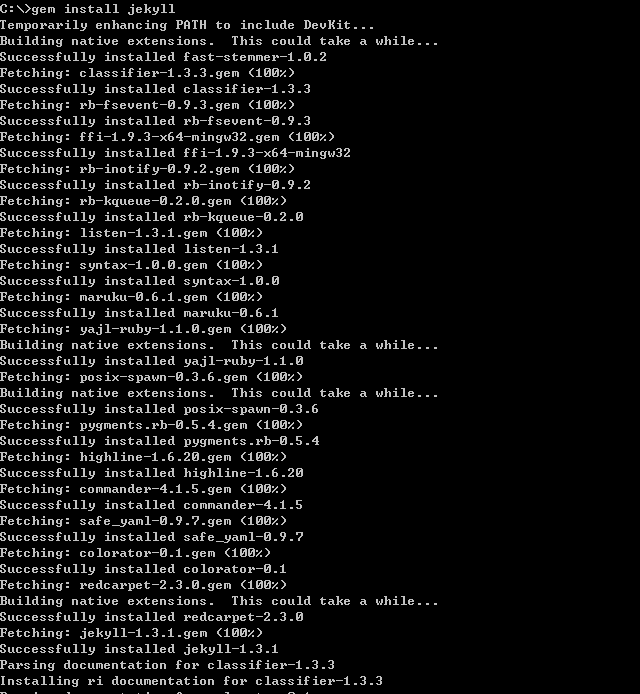 C:\>gem install jekyll
Temporarily enhancing PATH to include DevKit...
Building native extensions.  This could take a while...
Successfully installed fast-stemmer-1.0.2
Fetching: classifier-1.3.3.gem (100%)
Successfully installed classifier-1.3.3
Fetching: rb-fsevent-0.9.3.gem (100%)
Successfully installed rb-fsevent-0.9.3
Fetching: ffi-1.9.3-x64-mingw32.gem (100%)
Successfully installed ffi-1.9.3-x64-mingw32
Fetching: rb-inotify-0.9.2.gem (100%)
Successfully installed rb-inotify-0.9.2
Fetching: rb-kqueue-0.2.0.gem (100%)
Successfully installed rb-kqueue-0.2.0
Fetching: listen-1.3.1.gem (100%)
Successfully installed listen-1.3.1
Fetching: syntax-1.0.0.gem (100%)
Successfully installed syntax-1.0.0
Fetching: maruku-0.6.1.gem (100%)
Successfully installed maruku-0.6.1
Fetching: yajl-ruby-1.1.0.gem (100%)
Building native extensions.  This could take a while...
Successfully installed yajl-ruby-1.1.0
Fetching: posix-spawn-0.3.6.gem (100%)
Building native extensions.  This could take a while...
Successfully installed posix-spawn-0.3.6
Fetching: pygments.rb-0.5.4.gem (100%)
Successfully installed pygments.rb-0.5.4
Fetching: highline-1.6.20.gem (100%)
Successfully installed highline-1.6.20
Fetching: commander-4.1.5.gem (100%)
Successfully installed commander-4.1.5
Fetching: safe_yaml-0.9.7.gem (100%)
Successfully installed safe_yaml-0.9.7
Fetching: colorator-0.1.gem (100%)
Successfully installed colorator-0.1
Fetching: redcarpet-2.3.0.gem (100%)
Building native extensions.  This could take a while...
Successfully installed redcarpet-2.3.0
Fetching: jekyll-1.3.1.gem (100%)
Successfully installed jekyll-1.3.1
Parsing documentation for classifier-1.3.3
Installing ri documentation for classifier-1.3.3